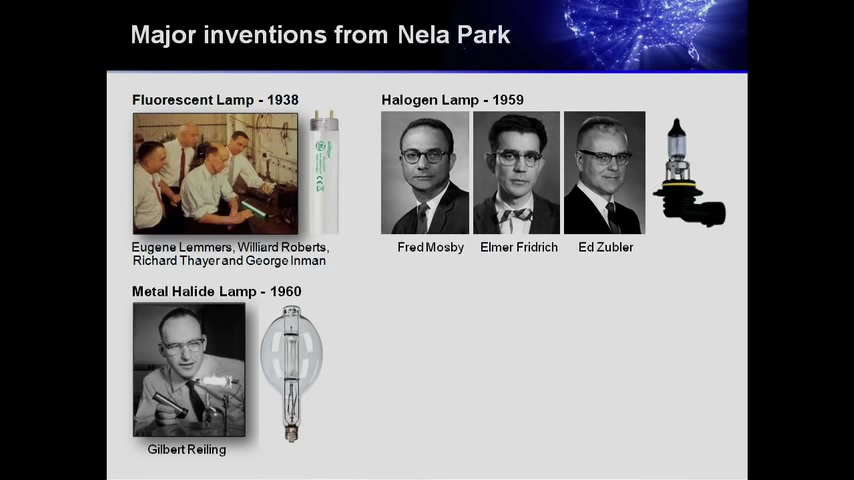 Major inventions from Nela Park
Fluorescent Lamp - 1938
Eugene Lemmers, Williard Roberts,
Richard Thayer and George Inman
Halogen Lamp - 1959
Fred Mosby
Elmer Fridrich
Ed Zubler
Metal Halide Lamp - 1960
Gilbert Reiling